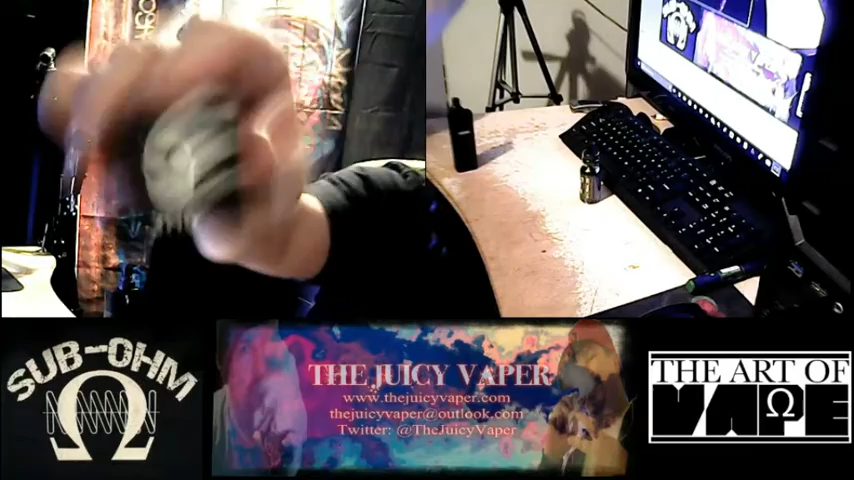 SUB-OHM
THE JUICY VAPER
www.thejuicyvaper.com
thejuicyvaper@outlook.com
Twitter: @TheJuicyVaper
THE ART OF
VAPE